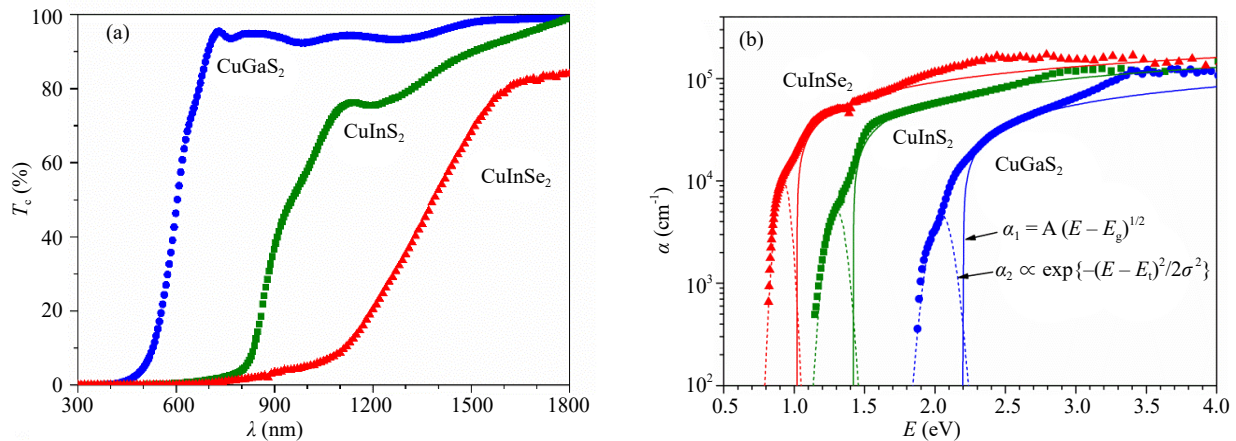 (a)
CuGaS₂
CuInS₂
CuInSe₂
T_c (%)
100
80
60
40
20
0
300 600 900 1200 1500 1800
λ (nm)
(b)
CuInSe₂
CuInS₂
CuGaS₂
α₁ = A (E – E_g)^1/2
α₂ ∝ exp{–(E – E_t)²/2σ²}
α (cm⁻¹)
10⁵
10⁴
10³
10²
0.5 1.0 1.5 2.0 2.5 3.0 3.5 4.0
E (eV)